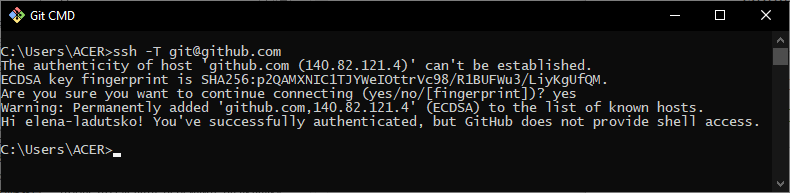 Git CMD
C:\Users\ACER>ssh -T git@github.com
The authenticity of host 'github.com (140.82.121.4)' can't be established.
ECDSA key fingerprint is SHA256:p2QAMXNIC1TJYWeIOttrVc98/R1BUFWu3/LiyKgUfQM.
Are you sure you want to continue connecting (yes/no/[fingerprint])? yes
Warning: Permanently added 'github.com,140.82.121.4' (ECDSA) to the list of known hosts.
Hi elena-ladutsko! You've successfully authenticated, but GitHub does not provide shell access.
C:\Users\ACER>